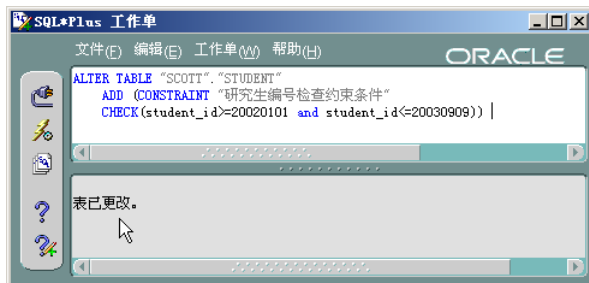 SQL*Plus 工作单
文件(F) 编辑(E) 工作单(W) 帮助(H)
ORACLE
ALTER TABLE "SCOTT"."STUDENT"
ADD (CONSTRAINT "研究生编号检查约束条件"
CHECK(student_id>=20020101 and student_id<=20030909))
表已更改。